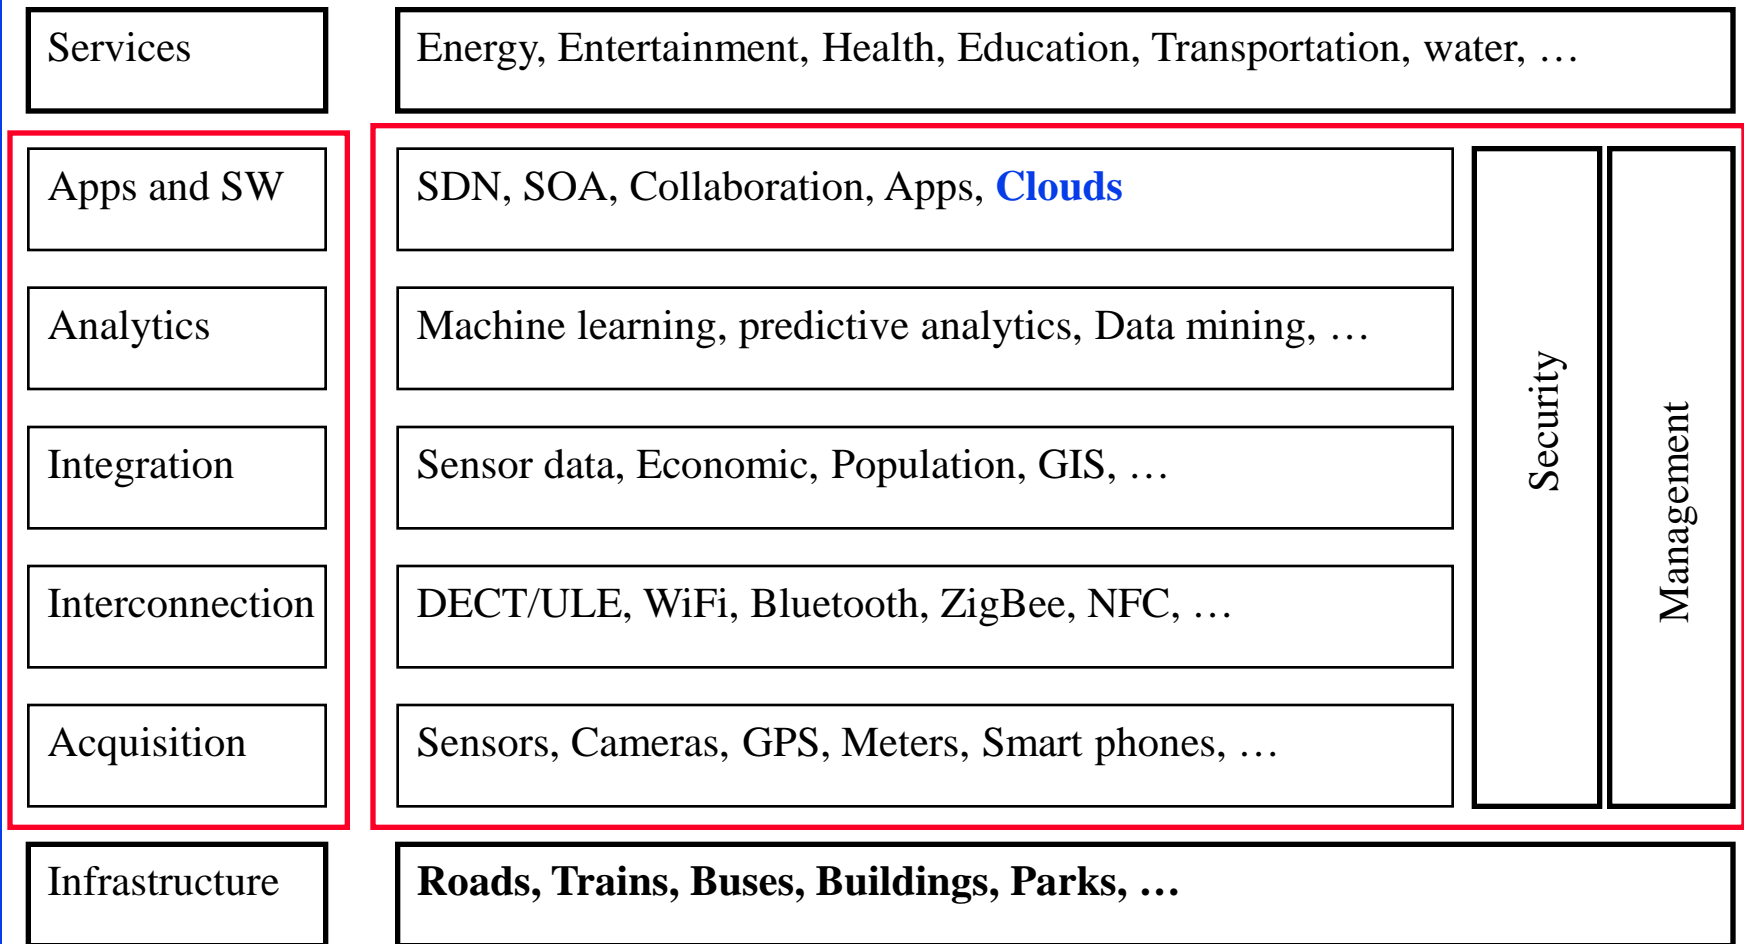 Services
Energy, Entertainment, Health, Education, Transportation, water, …
Apps and SW
SDN, SOA, Collaboration, Apps, Clouds
Analytics
Machine learning, predictive analytics, Data mining, …
Integration
Sensor data, Economic, Population, GIS, …
Interconnection
DECT/ULE, WiFi, Bluetooth, ZigBee, NFC, …
Acquisition
Sensors, Cameras, GPS, Meters, Smart phones, …
Security
Management
Infrastructure
Roads, Trains, Buses, Buildings, Parks, …